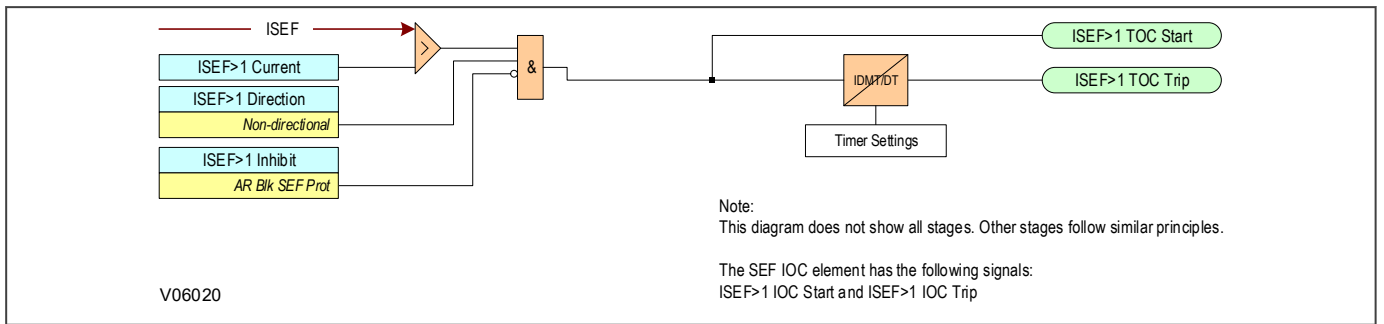 ISEF
ISEF>1 Current
ISEF>1 Direction
Non-directional
ISEF>1 Inhibit
AR Blk SEF Prot
>
&
IDMT/DT
Timer Settings
ISEF>1 TOC Start
ISEF>1 TOC Trip
Note:
This diagram does not show all stages. Other stages follow similar principles.
The SEF IOC element has the following signals:
ISEF>1 IOC Start and ISEF>1 IOC Trip
V06020